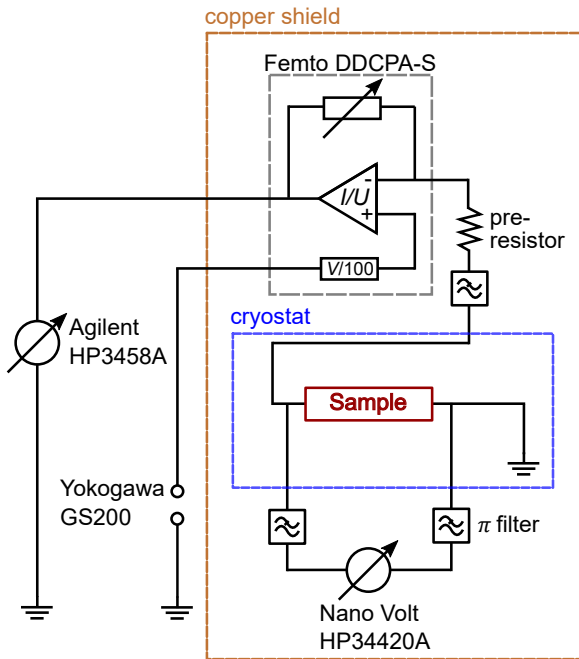 copper shield
Femto DDCPA-S
I/U
-
+
V/100
pre-
resistor
cryostat
Agilent
HP3458A
Sample
Yokogawa
GS200
π filter
Nano Volt
HP34420A